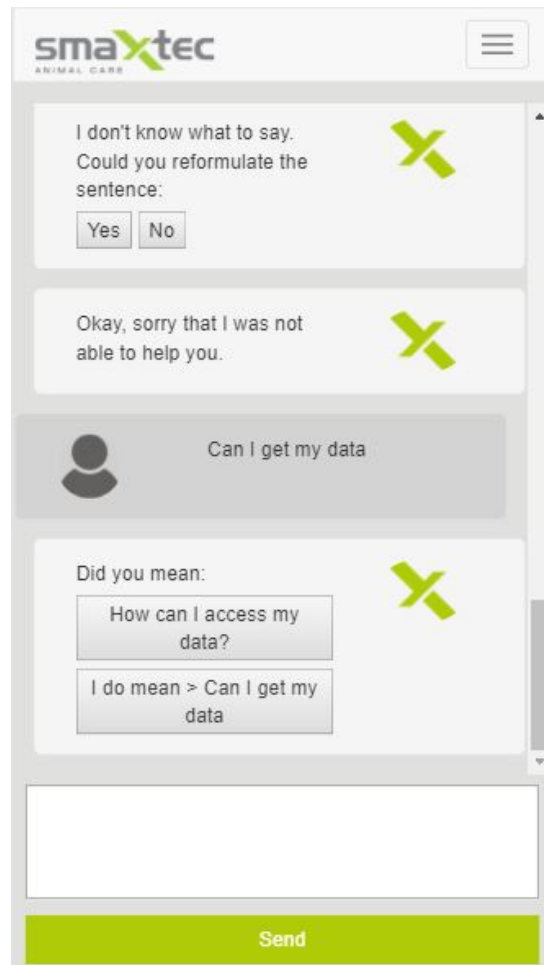 smaxtec
ANIMAL CARE
I don't know what to say.
Could you reformulate the
sentence:
Yes No
Okay, sorry that I was not
able to help you.
Can I get my data
Did you mean:
How can I access my
data?
I do mean > Can I get my
data
Send